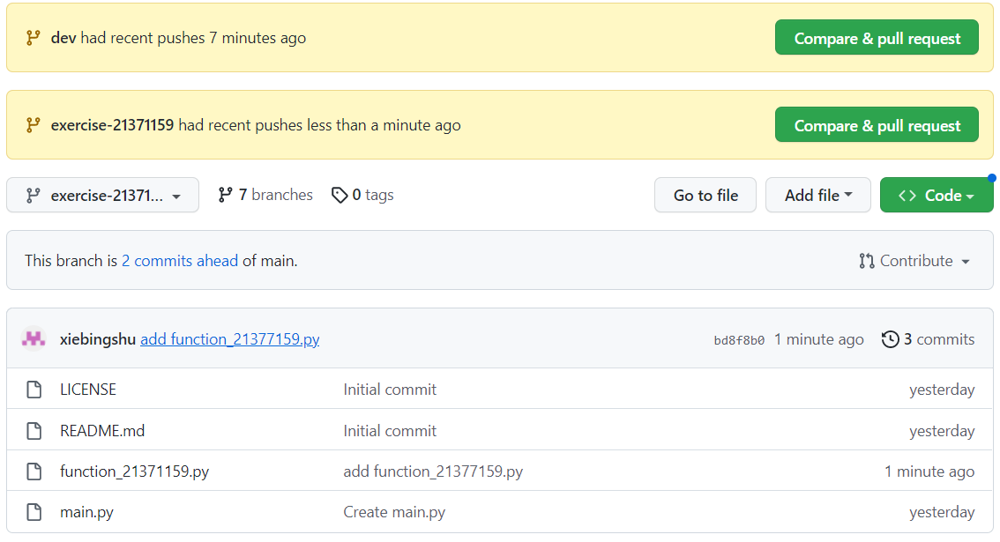 dev had recent pushes 7 minutes ago
Compare & pull request
exercise-21371159 had recent pushes less than a minute ago
Compare & pull request
exercise-21371... 7 branches 0 tags Go to file Add file Code
This branch is 2 commits ahead of main. Contribute
xiebingshu add function_21377159.py bd8f8b0 1 minute ago 3 commits
LICENSE Initial commit yesterday
README.md Initial commit yesterday
function_21371159.py add function_21377159.py 1 minute ago
main.py Create main.py yesterday